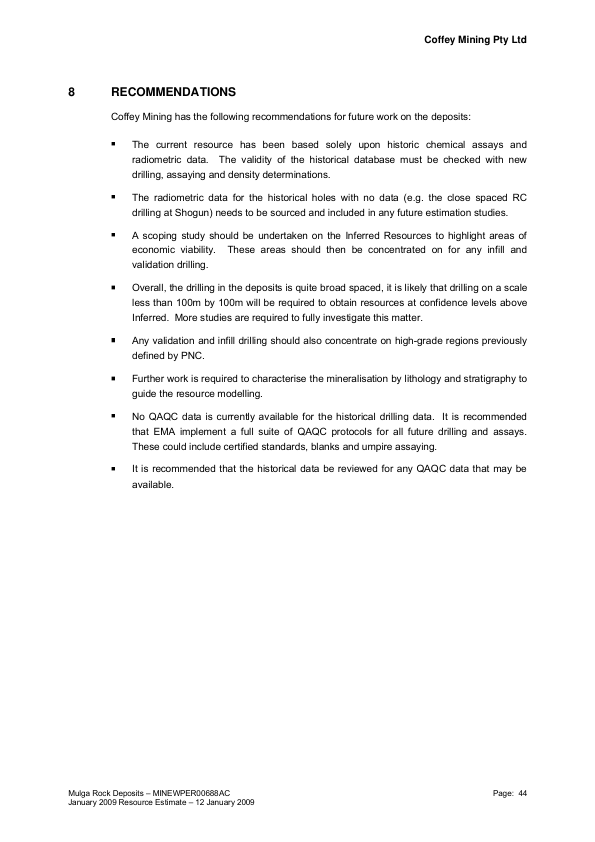 Coffey Mining Pty Ltd
8 RECOMMENDATIONS
Coffey Mining has the following recommendations for future work on the deposits:
▪ The current resource has been based solely upon historic chemical assays and
radiometric data. The validity of the historical database must be checked with new
drilling, assaying and density determinations.
▪ The radiometric data for the historical holes with no data (e.g. the close spaced RC
drilling at Shogun) needs to be sourced and included in any future estimation studies.
▪ A scoping study should be undertaken on the Inferred Resources to highlight areas of
economic viability. These areas should then be concentrated on for any infill and
validation drilling.
▪ Overall, the drilling in the deposits is quite broad spaced, it is likely that drilling on a scale
less than 100m by 100m will be required to obtain resources at confidence levels above
Inferred. More studies are required to fully investigate this matter.
▪ Any validation and infill drilling should also concentrate on high-grade regions previously
defined by PNC.
▪ Further work is required to characterise the mineralisation by lithology and stratigraphy to
guide the resource modelling.
▪ No QAQC data is currently available for the historical drilling data. It is recommended
that EMA implement a full suite of QAQC protocols for all future drilling and assays.
These could include certified standards, blanks and umpire assaying.
▪ It is recommended that the historical data be reviewed for any QAQC data that may be
available.
Mulga Rock Deposits – MINEWPER00688AC Page: 44
January 2009 Resource Estimate – 12 January 2009